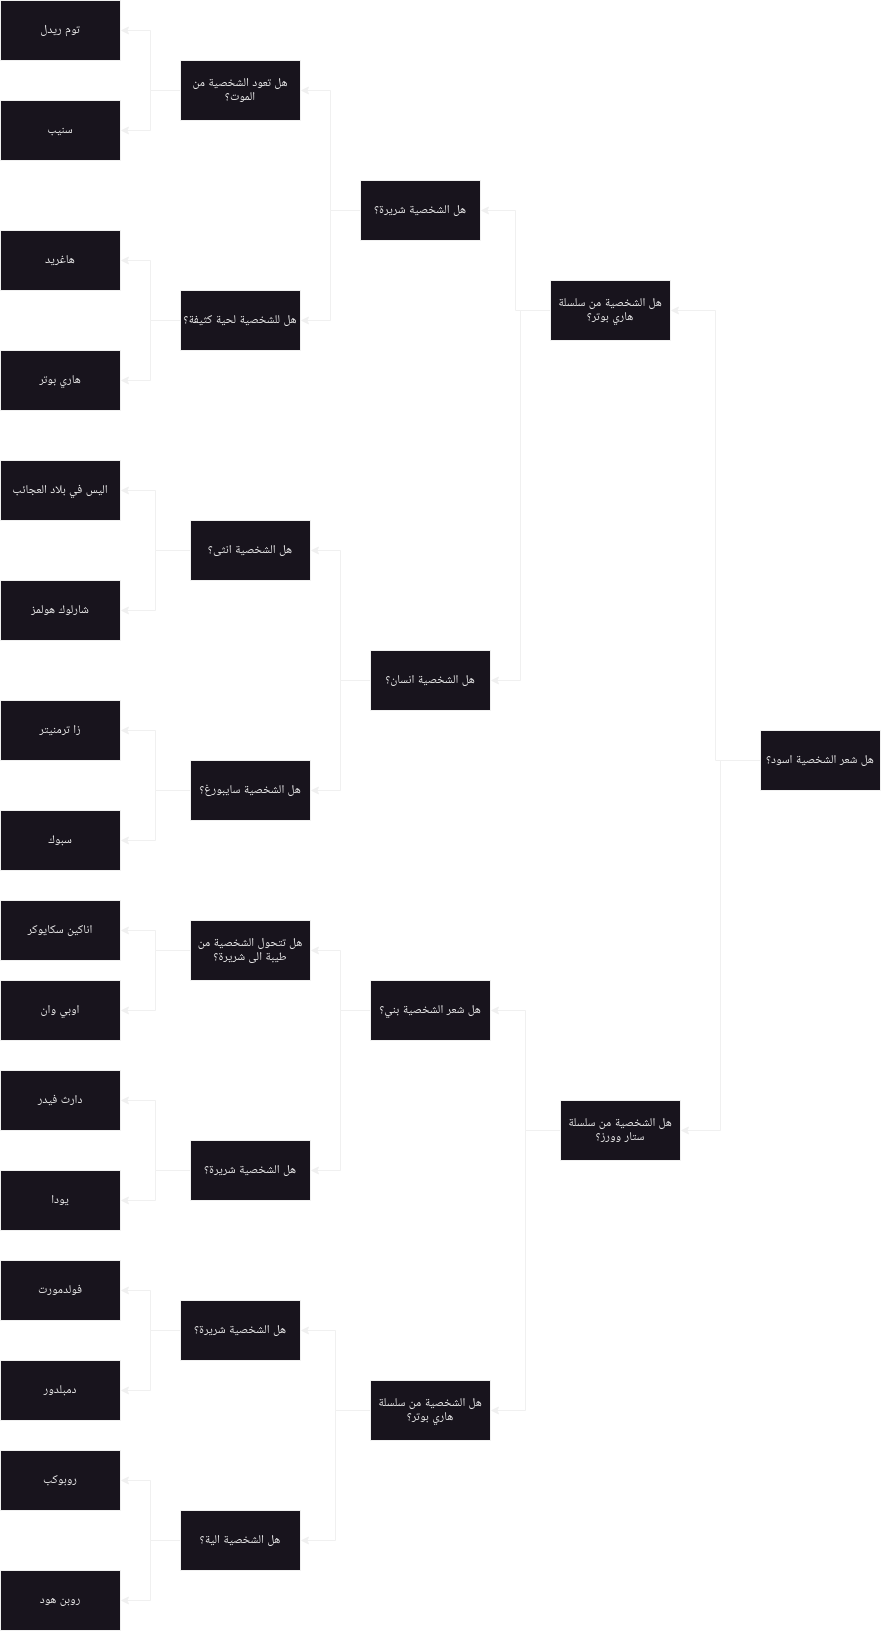 هل شعر الشخصية اسود؟
هل الشخصية من سلسلة
هاري بوتر؟
هل الشخصية شريرة؟
هل تعود الشخصية من
الموت؟
توم ريدل
سنيب
هل للشخصية لحية كثيفة؟
هاغريد
هاري بوتر
هل الشخصية انسان؟
هل الشخصية انثى؟
اليس في بلاد العجائب
شارلوك هولمز
هل الشخصية سايبورغ؟
زا ترمنيتر
سبوك
هل الشخصية من سلسلة
ستار وورز؟
هل شعر الشخصية بني؟
هل تتحول الشخصية من
طيبة الى شريرة؟
اناكين سكايوكر
اوبي وان
هل الشخصية شريرة؟
دارث فيدر
يودا
هل الشخصية من سلسلة
هاري بوتر؟
هل الشخصية شريرة؟
فولدمورت
دمبلدور
هل الشخصية الية؟
روبوكب
روبن هود